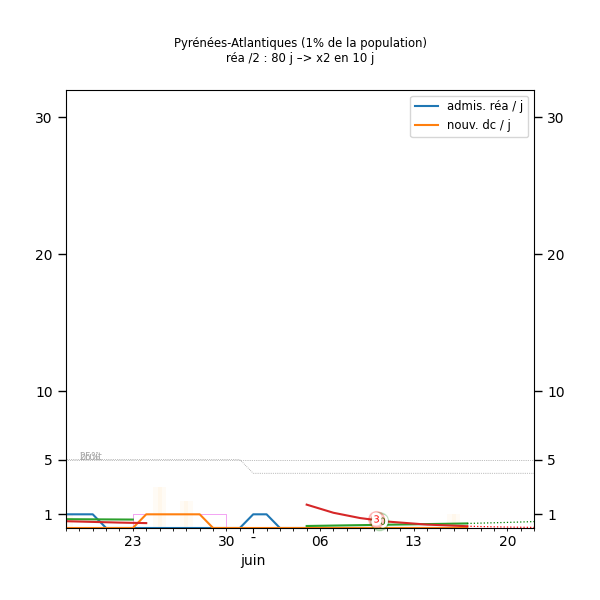 Pyrénées-Atlantiques (1% de la population)
réa /2 : 80 j –> x2 en 10 j
admis. réa / j
nouv. dc / j
30 30
20 20
10 10
5 5
1 1
3
23 30 - 06 13 20
juin